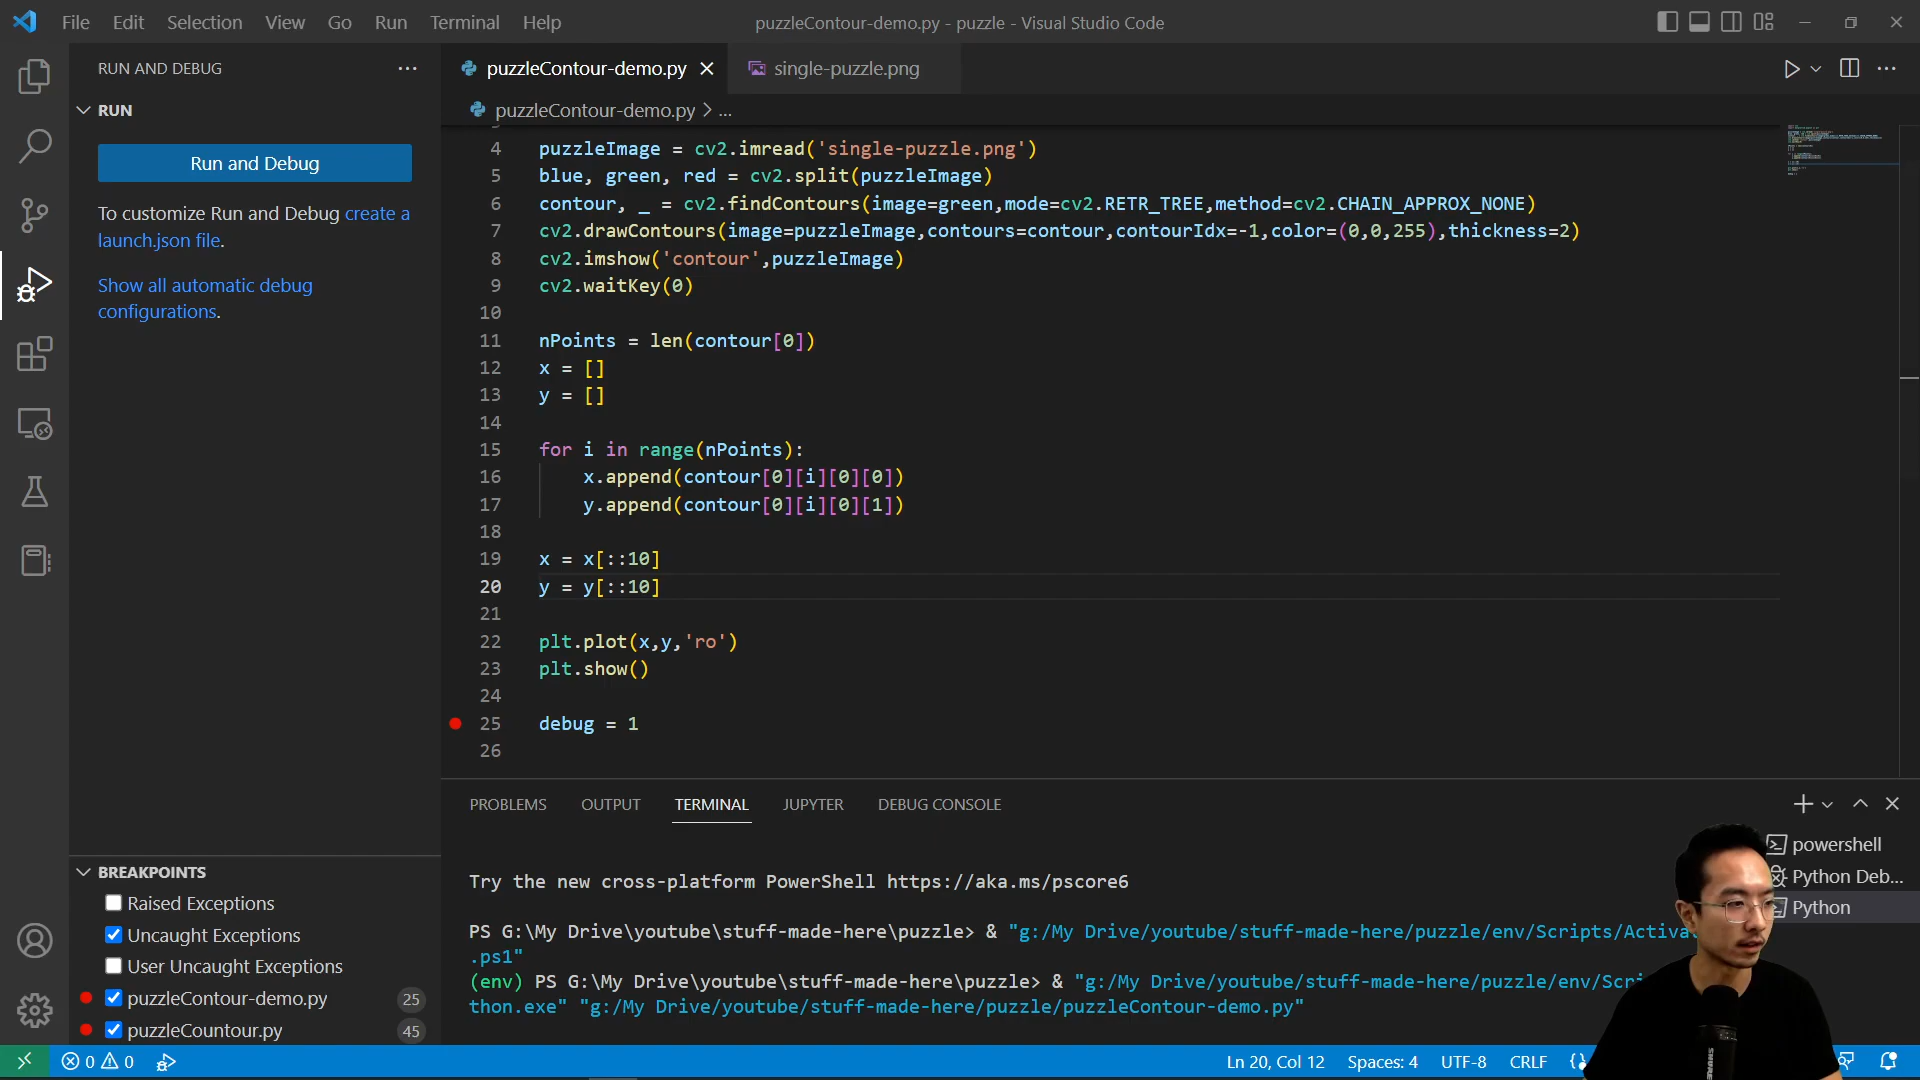 File Edit Selection View Go Run Terminal Help
puzzleContour-demo.py - puzzle - Visual Studio Code
RUN AND DEBUG
RUN
Run and Debug
To customize Run and Debug create a
launch.json file.
Show all automatic debug
configurations.
puzzleContour-demo.py
single-puzzle.png
puzzleContour-demo.py > ...
4 puzzleImage = cv2.imread('single-puzzle.png')
5 blue, green, red = cv2.split(puzzleImage)
6 contour, _ = cv2.findContours(image=green,mode=cv2.RETR_TREE,method=cv2.CHAIN_APPROX_NONE)
7 cv2.drawContours(image=puzzleImage,contours=contour,contourIdx=-1,color=(0,0,255),thickness=2)
8 cv2.imshow('contour',puzzleImage)
9 cv2.waitKey(0)
10
11 nPoints = len(contour[0])
12 x = []
13 y = []
14
15 for i in range(nPoints):
16 x.append(contour[0][i][0][0])
17 y.append(contour[0][i][0][1])
18
19 x = x[::10]
20 y = y[::10]
21
22 plt.plot(x,y,'ro')
23 plt.show()
24
25 debug = 1
26
BREAKPOINTS
Raised Exceptions
Uncaught Exceptions
User Uncaught Exceptions
puzzleContour-demo.py 25
puzzleCountour.py 45
PROBLEMS OUTPUT TERMINAL JUPYTER DEBUG CONSOLE
powershell
Python Deb...
Python
Try the new cross-platform PowerShell https://aka.ms/pscore6
PS G:\My Drive\youtube\stuff-made-here\puzzle> & "g:/My Drive/youtube/stuff-made-here/puzzle/env/Scripts/Activa
.ps1"
(env) PS G:\My Drive\youtube\stuff-made-here\puzzle> & "g:/My Drive/youtube/stuff-made-here/puzzle/env/Scri
thon.exe" "g:/My Drive/youtube/stuff-made-here/puzzle/puzzleContour-demo.py"
0 0
Ln 20, Col 12 Spaces: 4 UTF-8 CRLF